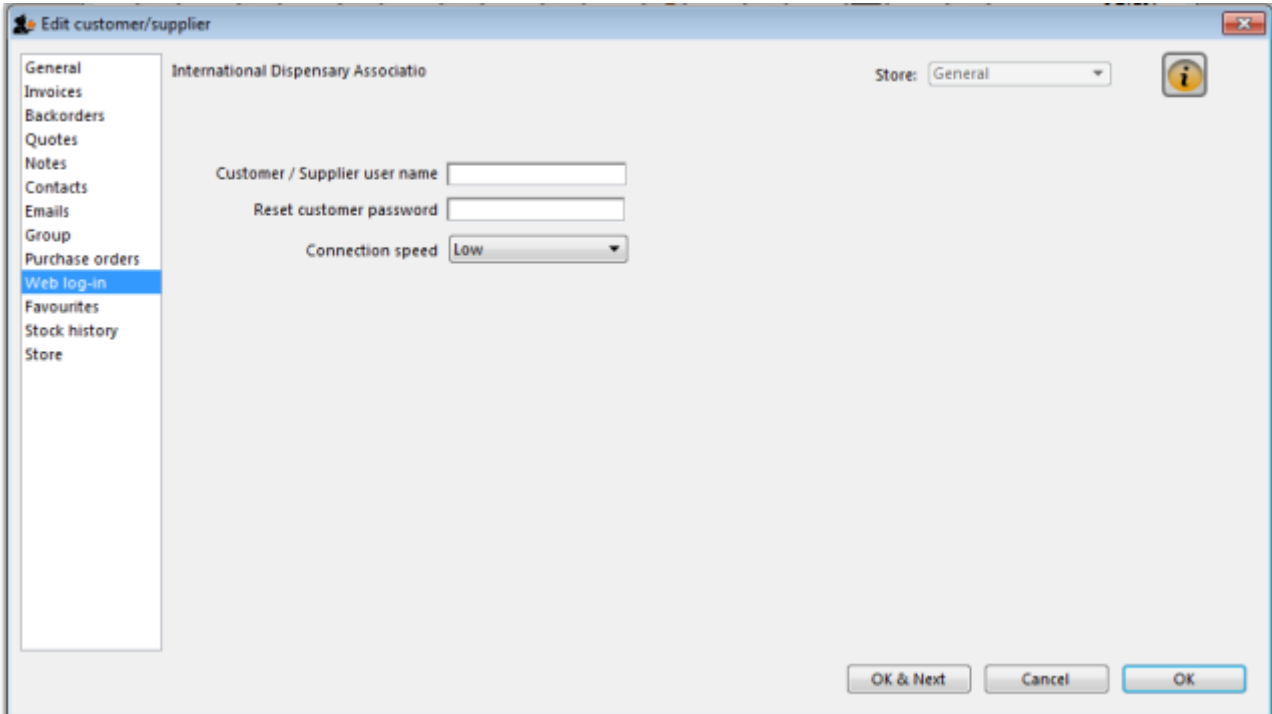 Edit customer/supplier
General
Invoices
Backorders
Quotes
Notes
Contacts
Emails
Group
Purchase orders
Web log-in
Favourites
Stock history
Store
International Dispensary Associatio
Store: General
Customer / Supplier user name
Reset customer password
Connection speed Low
OK & Next Cancel OK